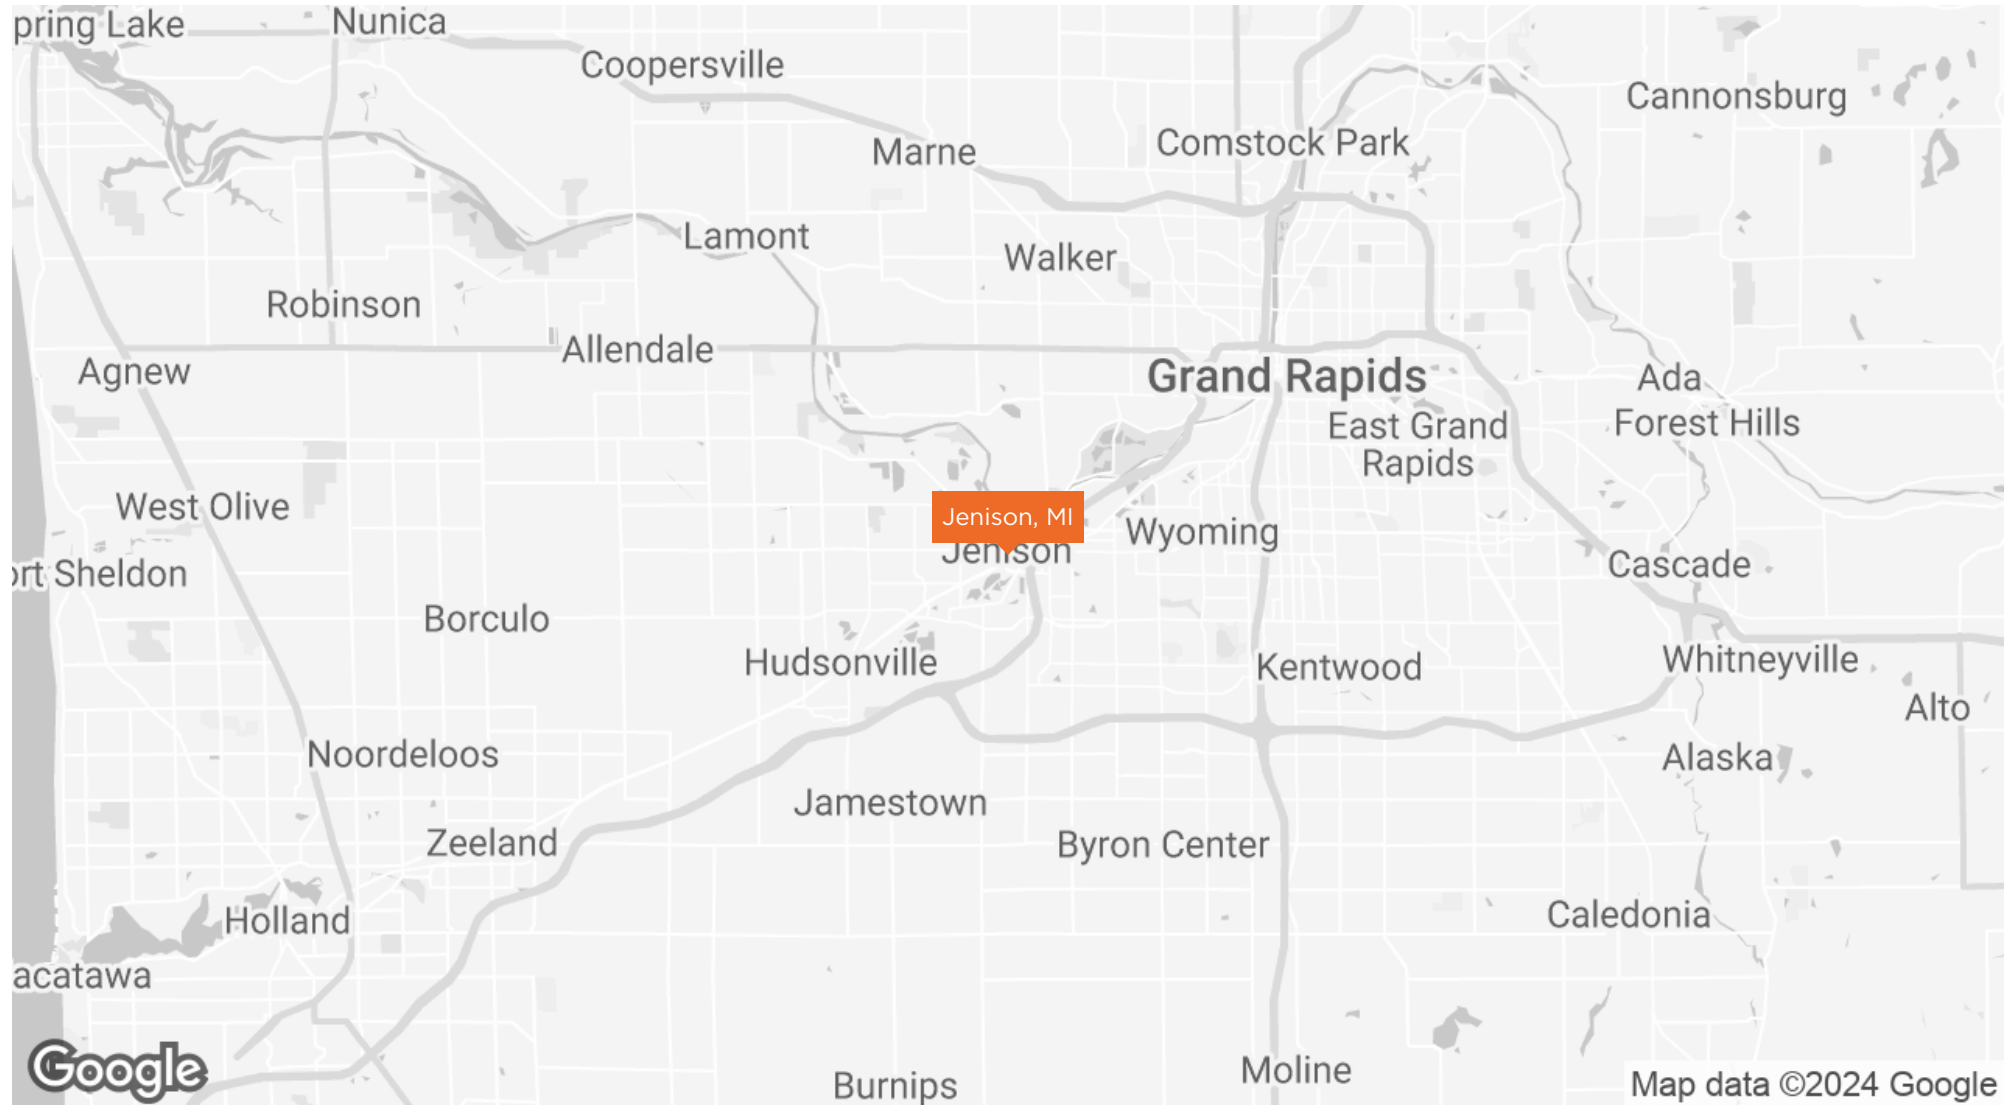 pring Lake
Nunica
Coopersville
Cannonsburg
Marne
Comstock Park
Lamont
Walker
Robinson
Allendale
Agnew
Grand Rapids
Ada
East Grand
Rapids
Forest Hills
West Olive
Jenison, MI
Jenison
Wyoming
Cascade
ort Sheldon
Borculo
Hudsonville
Kentwood
Whitneyville
Alto
Noordeloos
Alaska
Jamestown
Zeeland
Byron Center
Holland
Caledonia
acatawa
Google
Burnips
Moline
Map data ©2024 Google